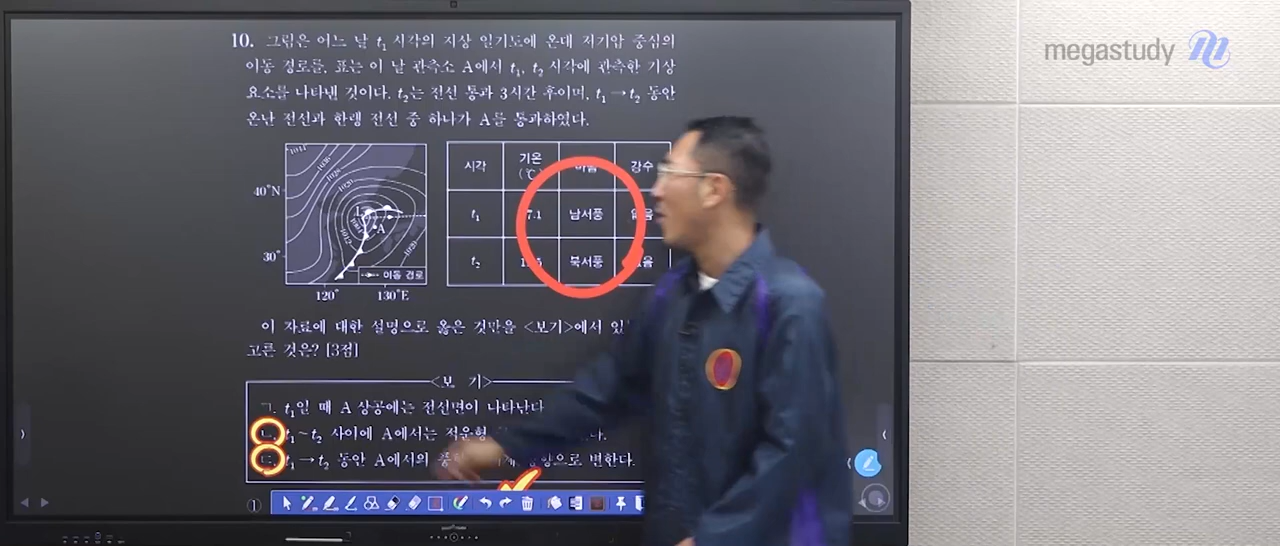 megastudy
10. 그림은 어느 날 t₁ 시각의 지상 일기도에 온대 저기압 중심의
이동 경로를, 표는 이 날 관측소 A에서 t₁, t₂ 시각에 관측한 기상
요소를 나타낸 것이다. t₂는 전선 통과 3시간 후이며, t₁→t₂ 동안
온난 전선과 한랭 전선 중 하나가 A를 통과하였다.
40°N
30°
120° 130°E
A
이동 경로
시각 기온(℃) 강수
t₁ 남서풍
t₂ 북서풍
이 자료에 대한 설명으로 옳은 것만을 <보기>에서
고른 것은? [3점]
<보 기>
ㄱ. t₁일 때 A 상공에는 전선면이 나타난다
ㄴ. t₁~t₂ 사이에 A에서는 적운형
ㄷ. t₁→t₂ 동안 A에서의 으로 변한다.
①